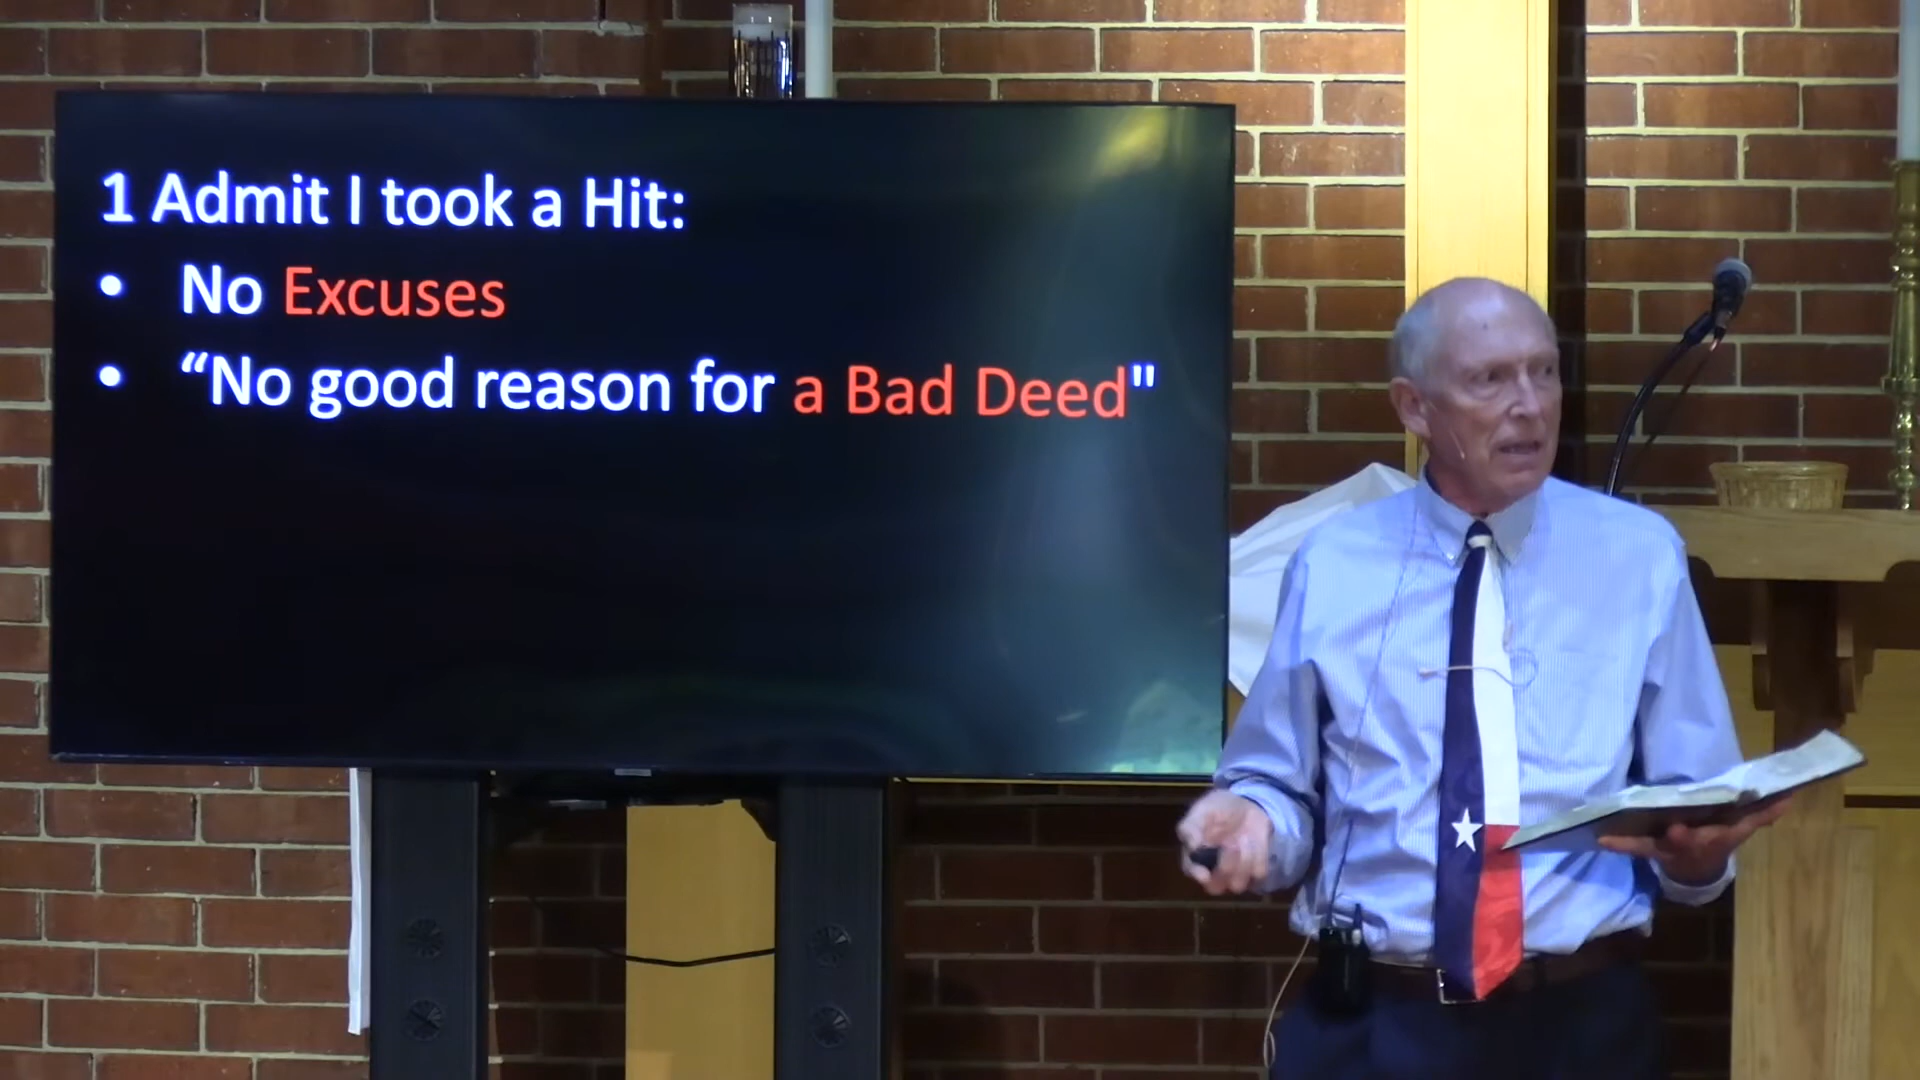 1 Admit I took a Hit:
• No Excuses
• “No good reason for a Bad Deed"